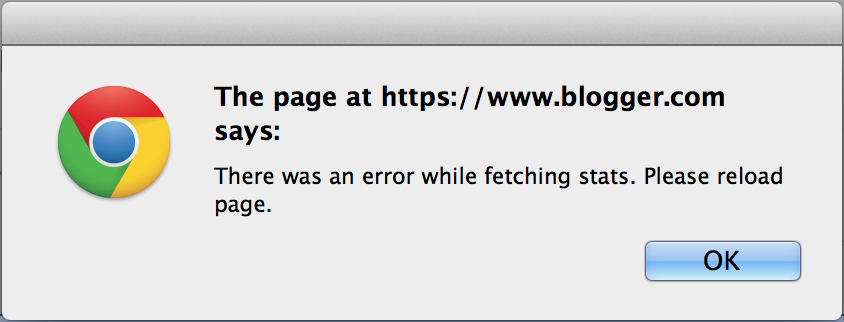 The page at https://www.blogger.com
says:
There was an error while fetching stats. Please reload
page.
OK